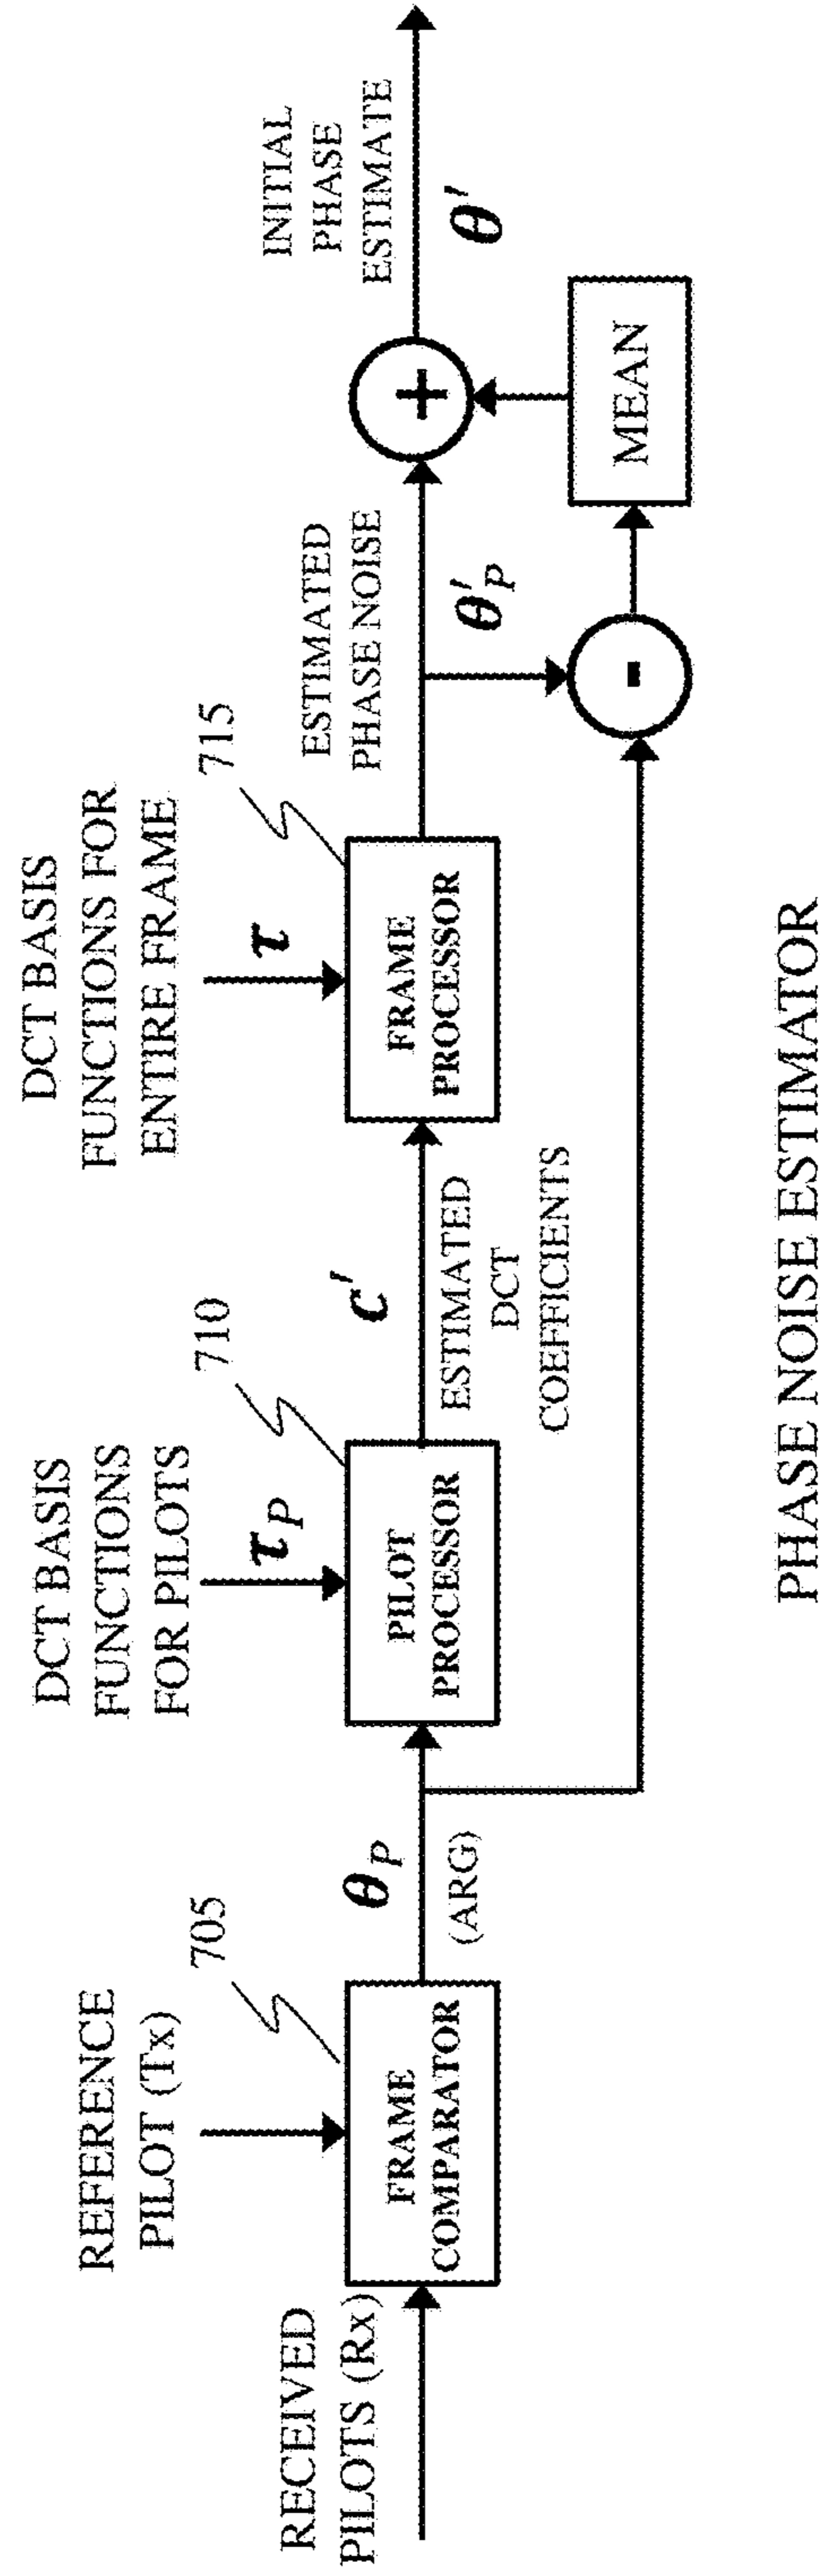 RECEIVED
PILOTS (Rx)
REFERENCE
PILOT (Tx)
705
FRAME
COMPARATOR
θP
(ARG)
DCT BASIS
FUNCTIONS
FOR PILOTS
τP
710
PILOT
PROCESSOR
c'
ESTIMATED
DCT
COEFFICIENTS
DCT BASIS
FUNCTIONS FOR
ENTIRE FRAME
τ
715
FRAME
PROCESSOR
ESTIMATED
PHASE NOISE
θ'P
-
MEAN
+
INITIAL
PHASE
ESTIMATE
θ'
PHASE NOISE ESTIMATOR